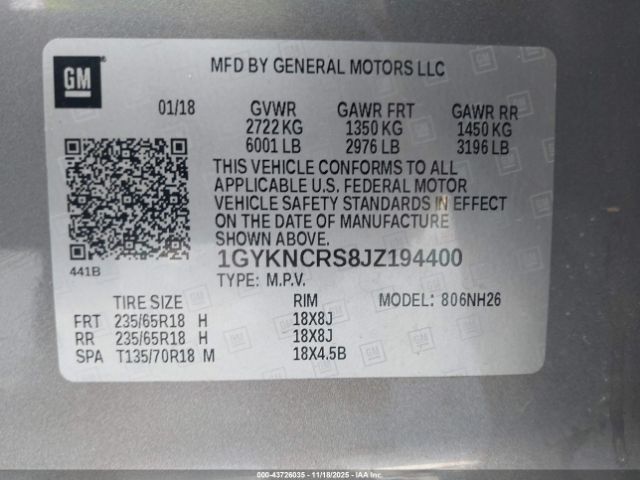 GM
MFD BY GENERAL MOTORS LLC
01/18 GVWR GAWR FRT GAWR RR
2722 KG 1350 KG 1450 KG
6001 LB 2976 LB 3196 LB
THIS VEHICLE CONFORMS TO ALL
APPLICABLE U.S. FEDERAL MOTOR
VEHICLE SAFETY STANDARDS IN EFFECT
ON THE DATE OF MANUFACTURE
SHOWN ABOVE.
441B
1GYKNCRS8JZ194400
TYPE: M.P.V.
TIRE SIZE RIM MODEL: 806NH26
FRT 235/65R18 H 18X8J
RR 235/65R18 H 18X8J
SPA T135/70R18 M 18X4.5B
000-43726035 - 11/18/2025 - IAAI.COM